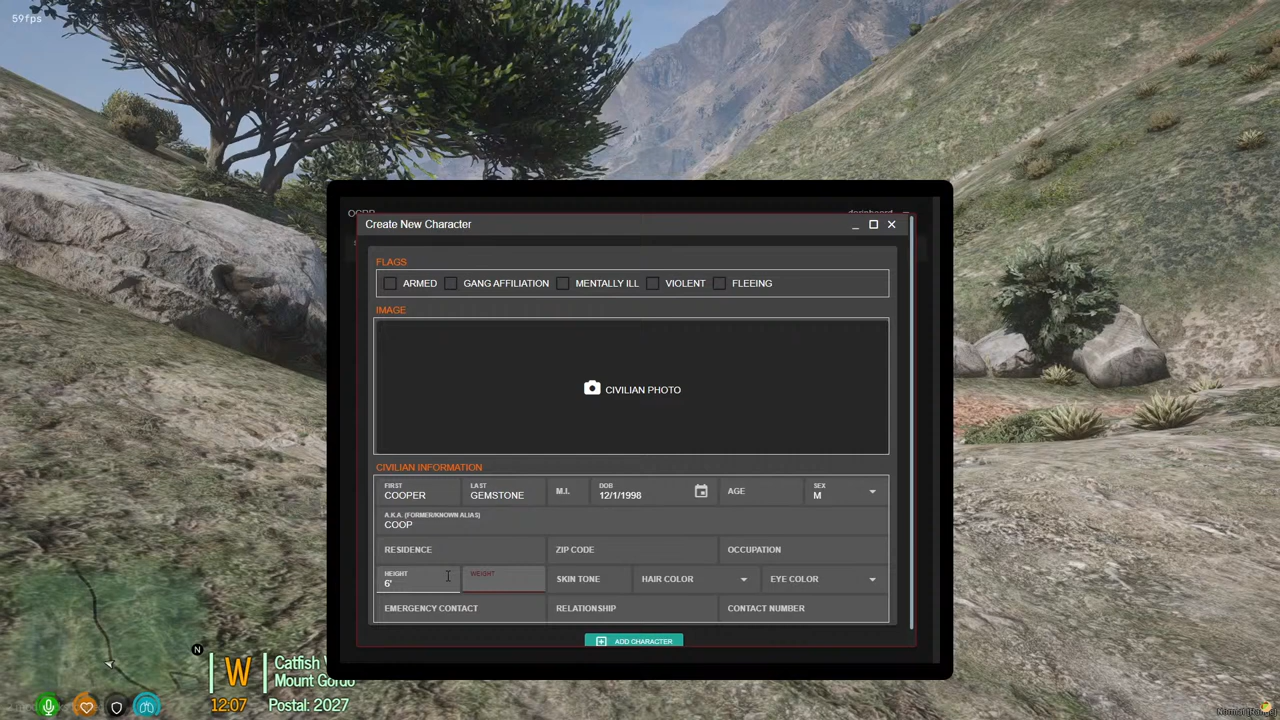 59fps
Create New Character
FLAGS
ARMED GANG AFFILIATION MENTALLY ILL VIOLENT FLEEING
IMAGE
CIVILIAN PHOTO
CIVILIAN INFORMATION
FIRST LAST M.I. DOB AGE SEX
COOPER GEMSTONE 12/1/1998 M
A.K.A. (FORMER/KNOWN ALIAS)
COOP
RESIDENCE ZIP CODE OCCUPATION
HEIGHT WEIGHT SKIN TONE HAIR COLOR EYE COLOR
6'
EMERGENCY CONTACT RELATIONSHIP CONTACT NUMBER
ADD CHARACTER
N
W
Catfish
Mount Gordo
12:07 Postal: 2027